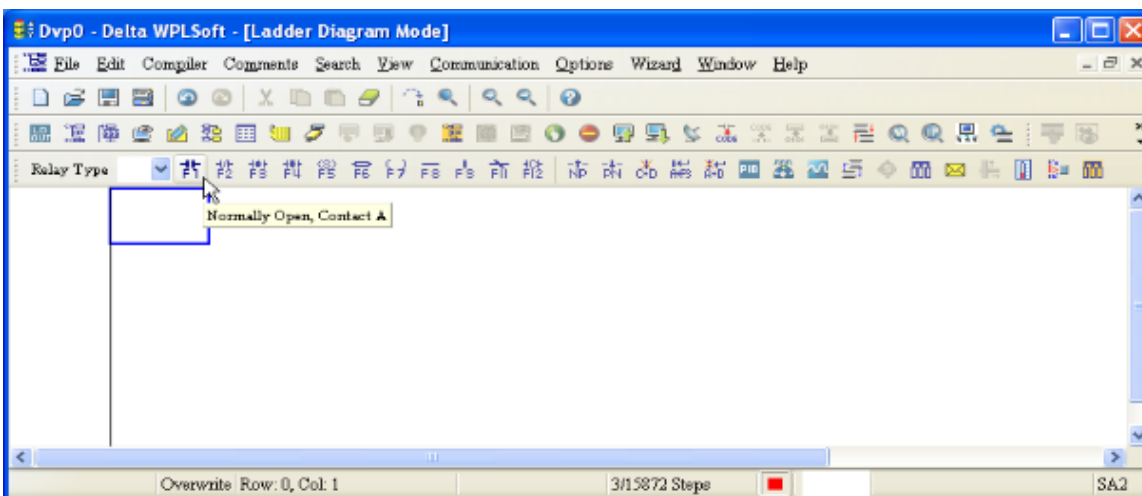 Dvp0 - Delta WPLSoft - [Ladder Diagram Mode]
File Edit Compiler Comments Search View Communication Options Wizard Window Help
Relay Type
Normally Open, Contact A
Overwrite Row: 0, Col: 1 3/15872 Steps SA2